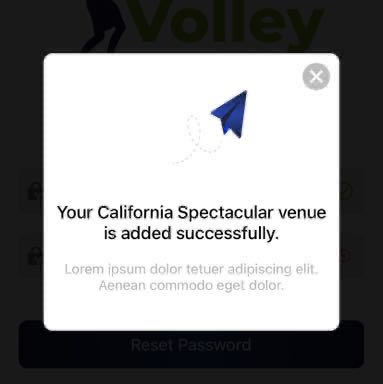 Volley
Your California Spectacular venue
is added successfully.
Lorem ipsum dolor tetuer adipiscing elit.
Aenean commodo eget dolor.
Reset Password